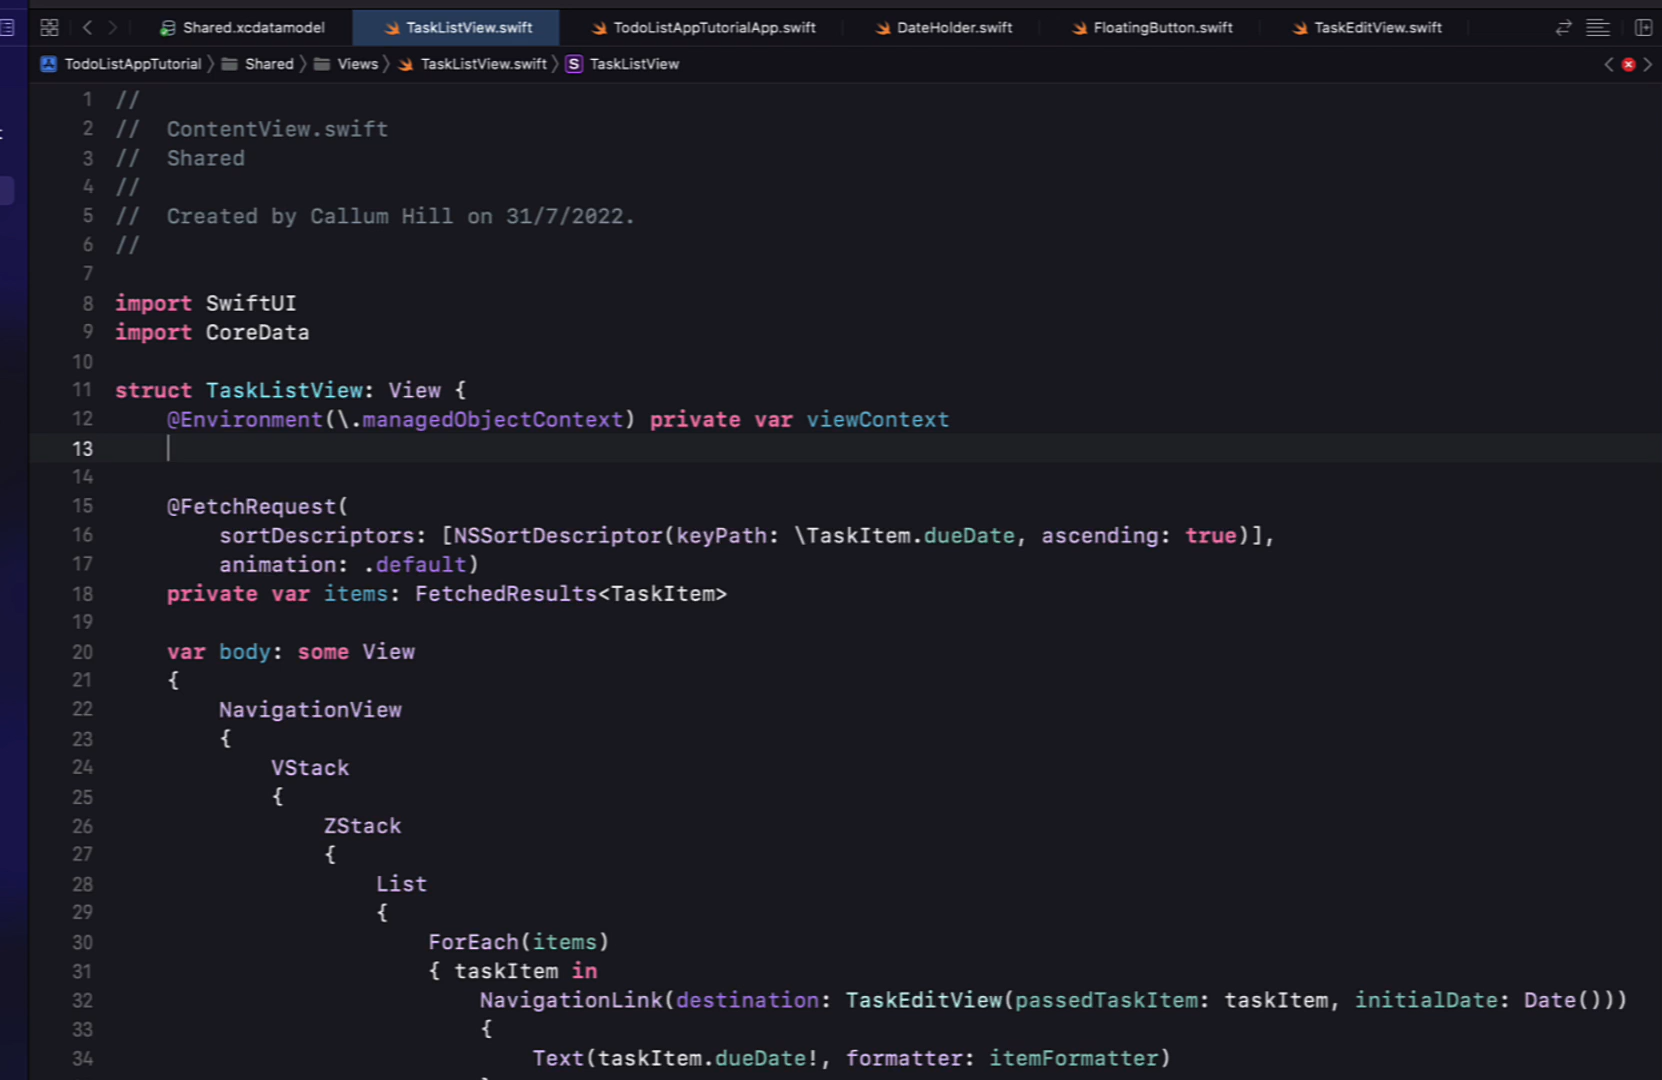 Shared.xcdatamodel TaskListView.swift TodoListAppTutorialApp.swift DateHolder.swift FloatingButton.swift TaskEditView.swift
TodoListAppTutorial Shared Views TaskListView.swift S TaskListView
1 //
2 //  ContentView.swift
3 //  Shared
4 //
5 //  Created by Callum Hill on 31/7/2022.
6 //
7
8 import SwiftUI
9 import CoreData
10
11 struct TaskListView: View {
12     @Environment(\.managedObjectContext) private var viewContext
13
14
15     @FetchRequest(
16         sortDescriptors: [NSSortDescriptor(keyPath: \TaskItem.dueDate, ascending: true)],
17         animation: .default)
18     private var items: FetchedResults<TaskItem>
19
20     var body: some View
21     {
22         NavigationView
23         {
24             VStack
25             {
26                 ZStack
27                 {
28                     List
29                     {
30                         ForEach(items)
31                         { taskItem in
32                             NavigationLink(destination: TaskEditView(passedTaskItem: taskItem, initialDate: Date()))
33                             {
34                                 Text(taskItem.dueDate!, formatter: itemFormatter)